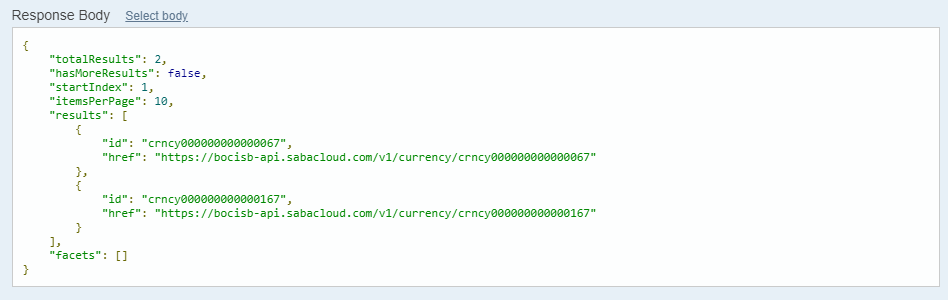 Response Body Select body
{
    "totalResults": 2,
    "hasMoreResults": false,
    "startIndex": 1,
    "itemsPerPage": 10,
    "results": [
        {
            "id": "crncy000000000000067",
            "href": "https://bocisb-api.sabacloud.com/v1/currency/crncy000000000000067"
        },
        {
            "id": "crncy000000000000167",
            "href": "https://bocisb-api.sabacloud.com/v1/currency/crncy000000000000167"
        }
    ],
    "facets": []
}